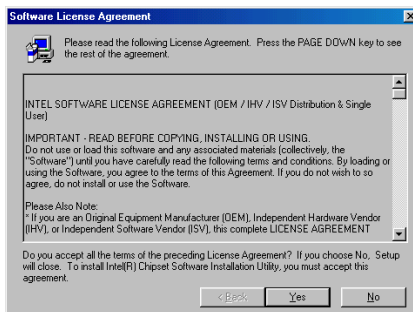 Software License Agreement
Please read the following License Agreement. Press the PAGE DOWN key to see
the rest of the agreement.
INTEL SOFTWARE LICENSE AGREEMENT (OEM / IHV / ISV Distribution & Single
User)
IMPORTANT - READ BEFORE COPYING, INSTALLING OR USING.
Do not use or load this software and any associated materials (collectively, the
"Software") until you have carefully read the following terms and conditions. By loading or
using the Software, you agree to the terms of this Agreement. If you do not wish to so
agree, do not install or use the Software.
Please Also Note:
* If you are an Original Equipment Manufacturer (OEM), Independent Hardware Vendor
(IHV), or Independent Software Vendor (ISV), this complete LICENSE AGREEMENT
Do you accept all the terms of the preceding License Agreement? If you choose No, Setup
will close. To install Intel(R) Chipset Software Installation Utility, you must accept this
agreement.
< Back Yes No